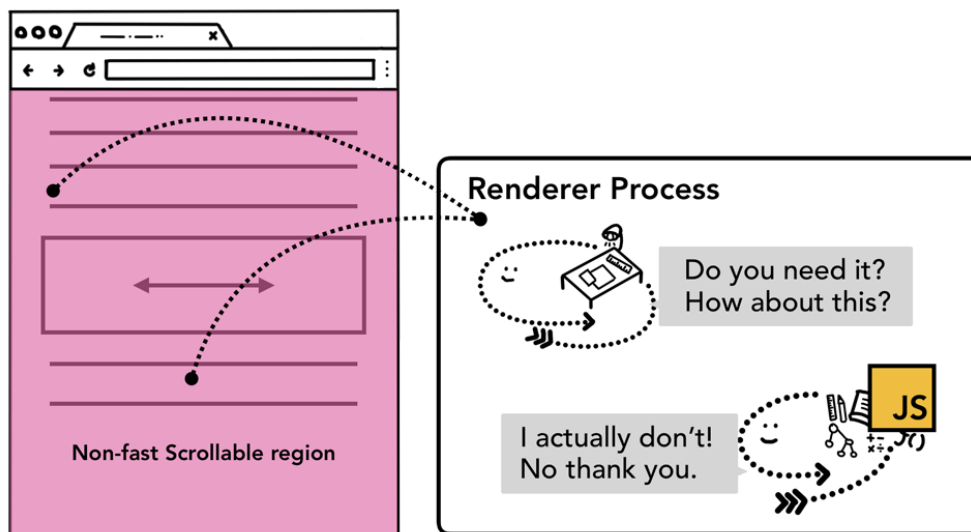 Renderer Process
Do you need it?
How about this?
JS
I actually don't!
No thank you.
Non-fast Scrollable region